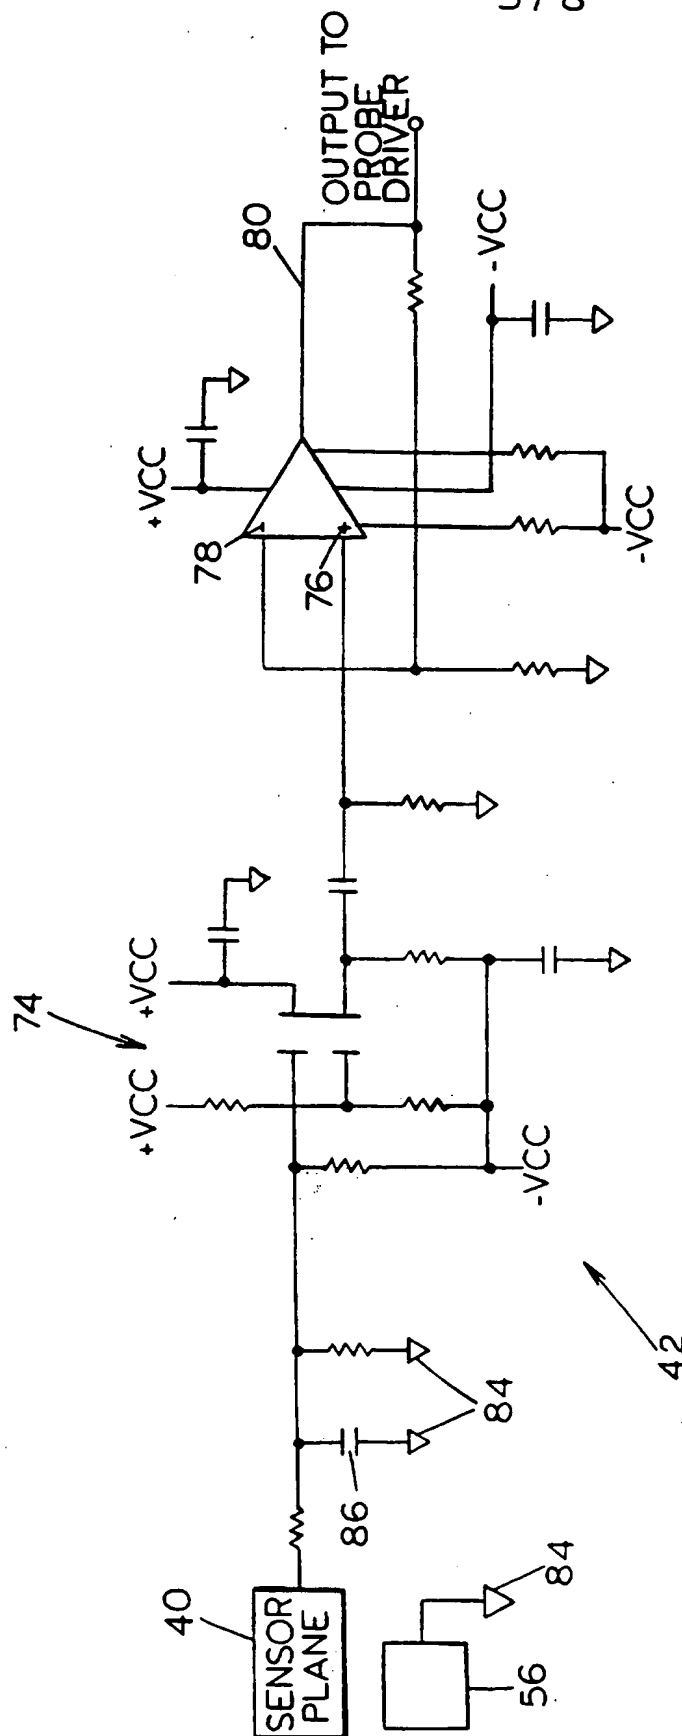 74
+VCC
+VCC
+VCC
80
78
76
OUTPUT TO
PROBE
DRIVER
40
SENSOR
PLANE
86
84
-VCC
-VCC
-VCC
56
84
42